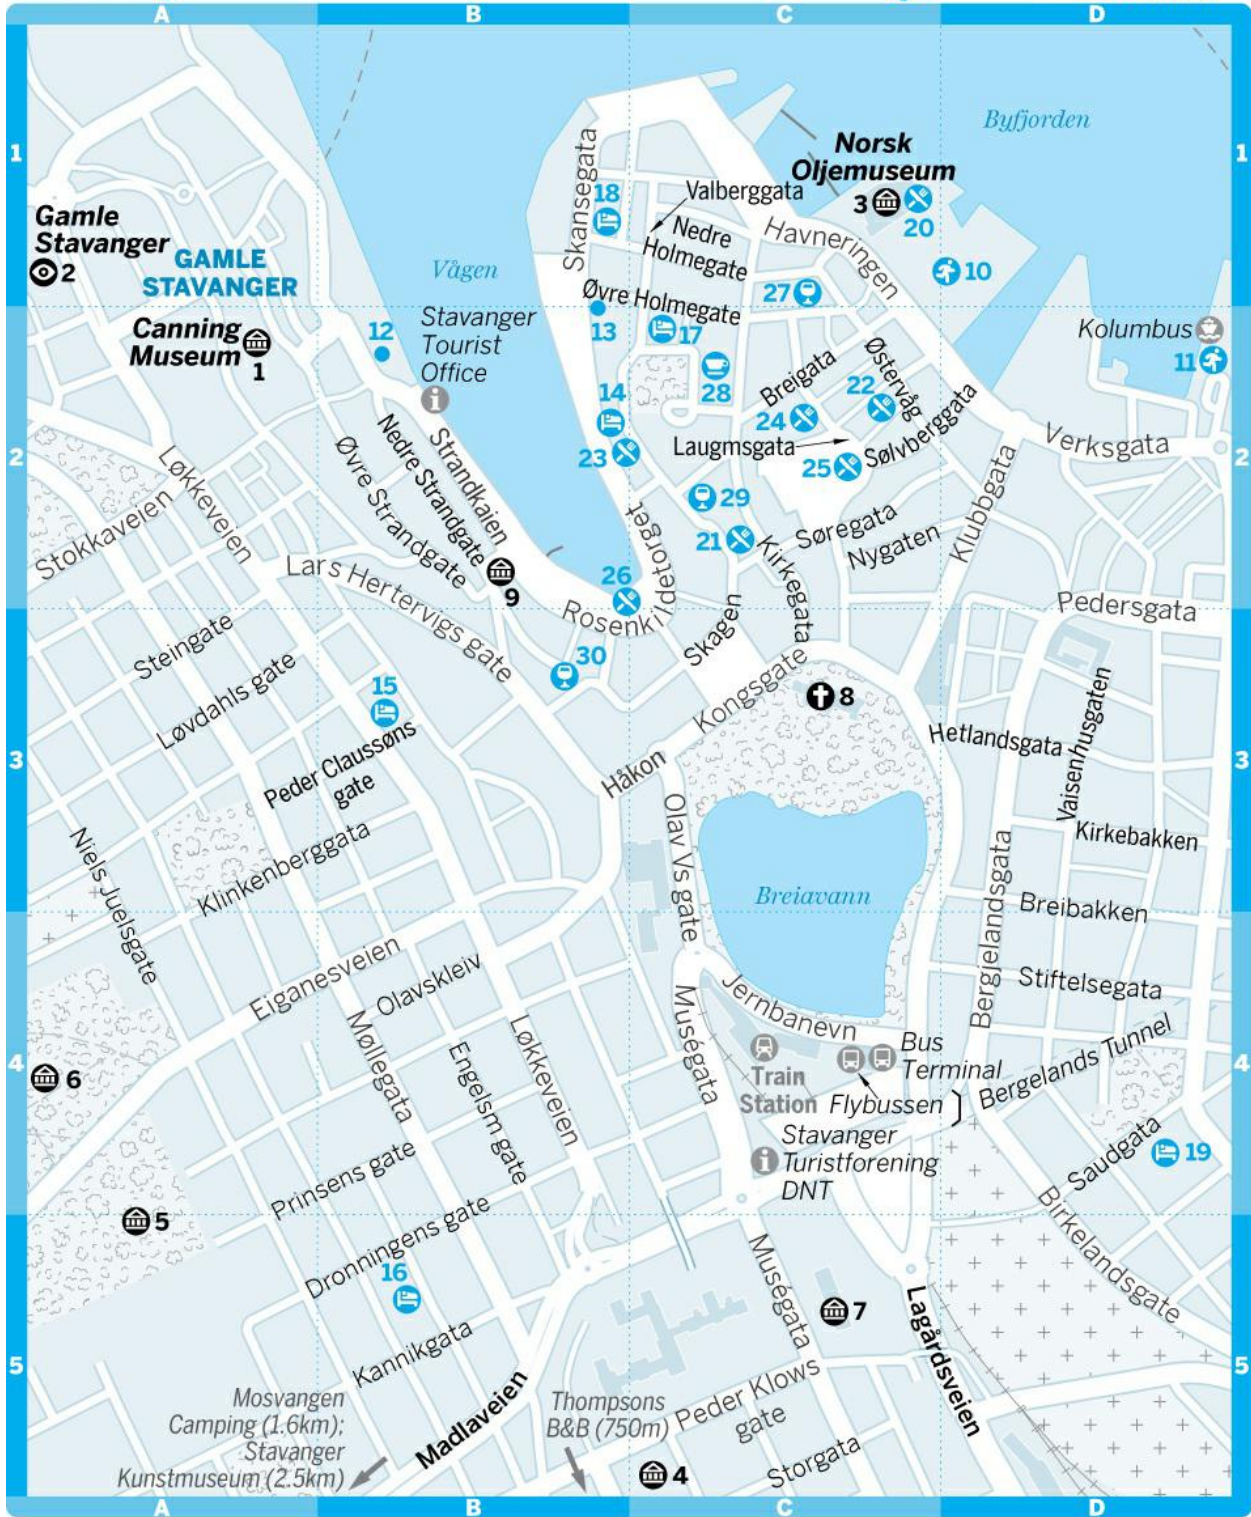 A
B
C
D
1
1
Byfjorden
Norsk
Oljemuseum
3
20
Skansegata
18
Valberggata
Nedre
Holmegate
Havneringen
Gamle
Stavanger
2
GAMLE
STAVANGER
Vågen
10
27
Øvre Holmegate
13
17
Canning
Museum
1
12
Stavanger
Tourist
Office
Kolumbus
11
28
Breigata
Østervåg
22
14
24
Laugmsgata
Sølvberggata
Verksgata
2
2
Løkkeveien
Stokkaveien
Øvre Strandgate
Nedre Strandgate
Strandkaien
23
25
29
21
Søregata
Nygaten
Klubbgata
Kirkegata
Lars Hertervigs gate
9
26
Rosenkildetorget
Skagen
Pedersgata
Steingate
Løvdahls gate
30
15
Kongsgate
8
Hetlandsgata
Vaisenhusgaten
3
3
Peder Claussøns
gate
Håkon
Olav Vs gate
Kirkebakken
Niels Juelsgate
Klinkenberggata
Breiavann
Bergjelandsgata
Breibakken
Eiganesveien
Olavskleiv
Jernbanevn
Stiftelsegata
Møllegata
Løkkeveien
Engelsm gate
Muségata
4
4
6
Train
Station
Bus
Terminal
Flybussen
Bergelands Tunnel
Stavanger
Turistforening
DNT
Saudgata
19
Prinsens gate
5
Dronningens gate
Birkelandsgate
16
Muségata
7
Lagårdsveien
Kannikgata
5
5
Mosvangen
Camping (1.6km);
Stavanger
Kunstmuseum (2.5km)
Madlaveien
Thompsons
B&B (750m)
Peder Klows
gate
4
Storgata
A
B
C
D